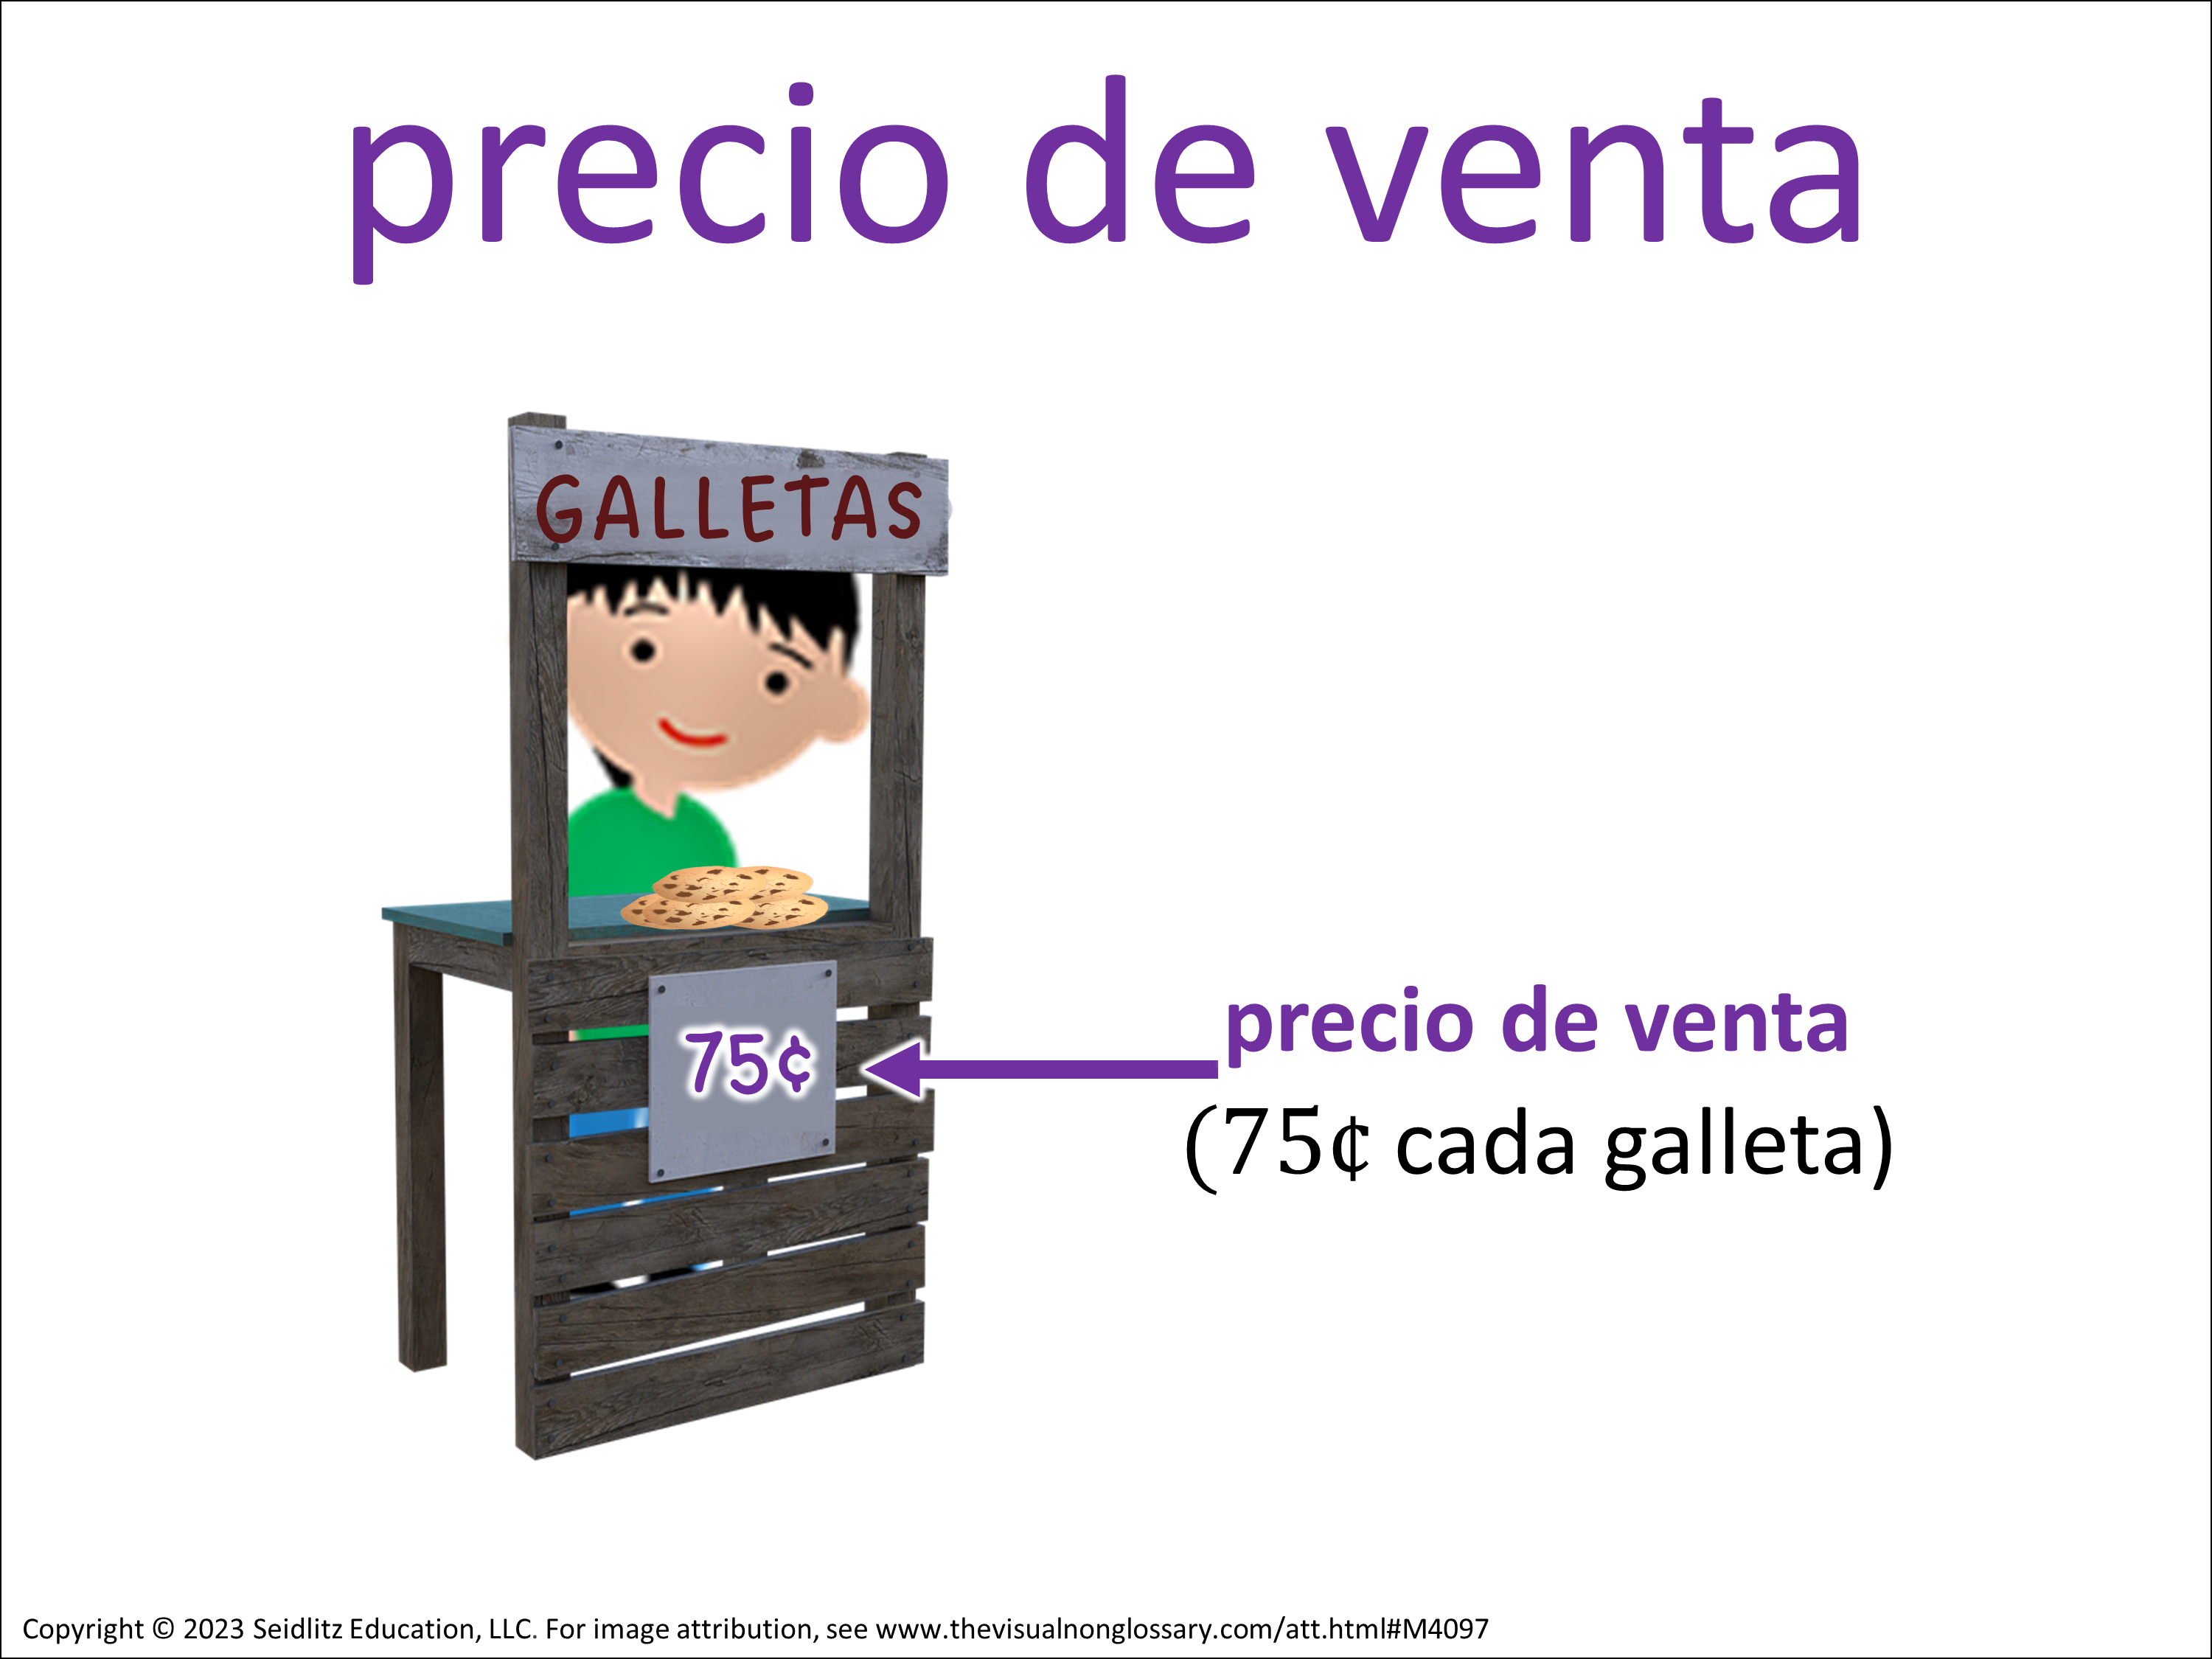 precio de venta
GALLETAS
75¢
precio de venta
(75¢ cada galleta)
Copyright © 2023 Seidlitz Education, LLC. For image attribution, see www.thevisualnonglossary.com/att.html#M4097